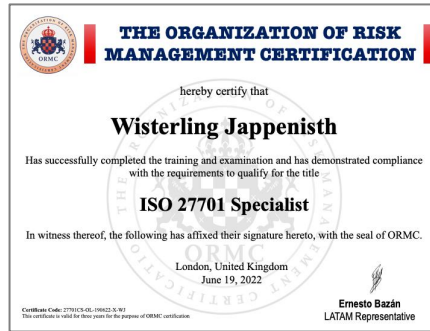 THE ORGANIZATION OF RISK
MANAGEMENT CERTIFICATION
ORMC
hereby certify that
Wisterling Jappenisth
Has successfully completed the training and examination and has demonstrated compliance
with the requirements to qualify for the title
ISO 27701 Specialist
In witness thereof, the following has affixed their signature hereto, with the seal of ORMC.
ORMC
London, United Kingdom
June 19, 2022
Ernesto Bazán
LATAM Representative
Certificate Code: 27701CS-OL-190622-X-WJ
This certificate is valid for three years for the purpose of ORMC certification